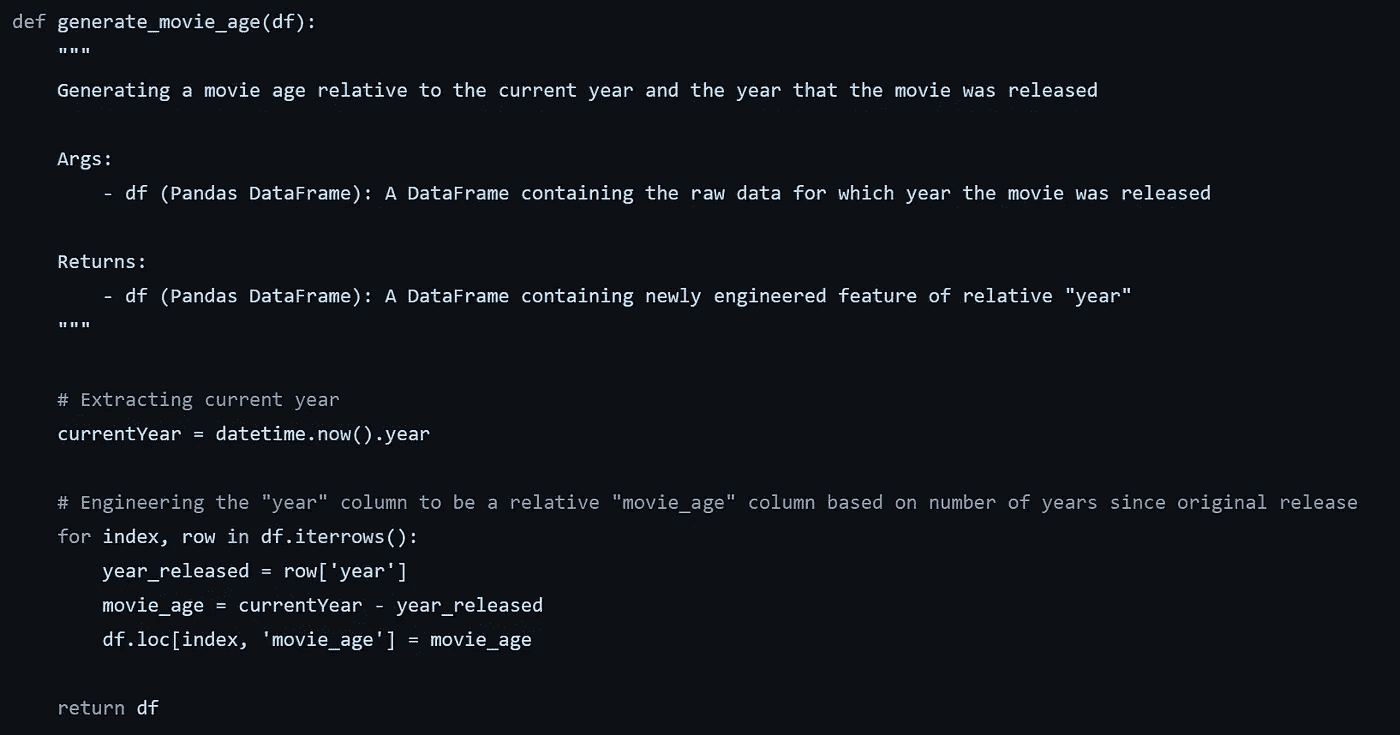 def generate_movie_age(df):
    """
    Generating a movie age relative to the current year and the year that the movie was released

    Args:
        - df (Pandas DataFrame): A DataFrame containing the raw data for which year the movie was released

    Returns:
        - df (Pandas DataFrame): A DataFrame containing newly engineered feature of relative "year"
    """

    # Extracting current year
    currentYear = datetime.now().year

    # Engineering the "year" column to be a relative "movie_age" column based on number of years since original release
    for index, row in df.iterrows():
        year_released = row['year']
        movie_age = currentYear - year_released
        df.loc[index, 'movie_age'] = movie_age

    return df